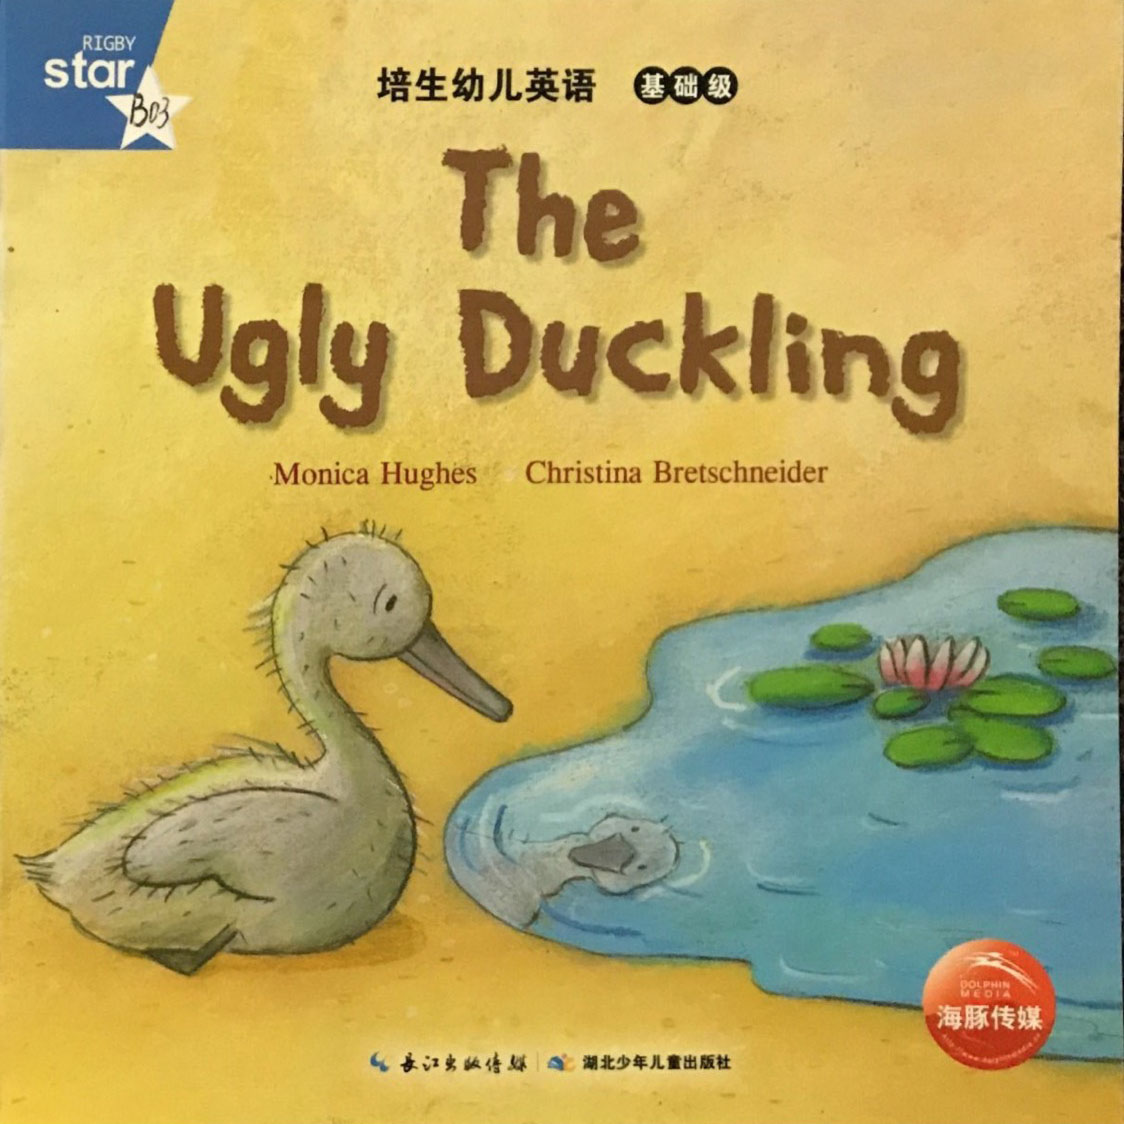 RIGBY
star
B03
培生幼儿英语 基础级
The
Ugly Duckling
Monica Hughes Christina Bretschneider
DOLPHIN
MEDIA
海豚传媒
长江出版传媒 湖北少年儿童出版社